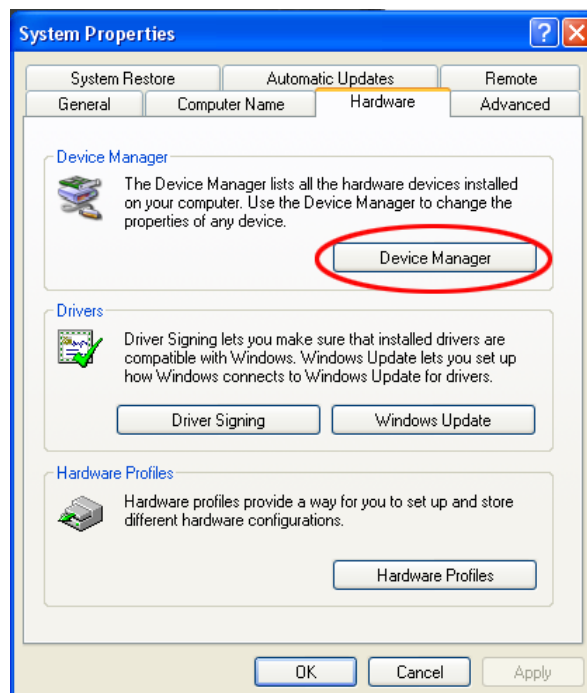 System Properties
?
System Restore
Automatic Updates
Remote
General
Computer Name
Hardware
Advanced
Device Manager
The Device Manager lists all the hardware devices installed
on your computer. Use the Device Manager to change the
properties of any device.
Device Manager
Drivers
Driver Signing lets you make sure that installed drivers are
compatible with Windows. Windows Update lets you set up
how Windows connects to Windows Update for drivers.
Driver Signing
Windows Update
Hardware Profiles
Hardware profiles provide a way for you to set up and store
different hardware configurations.
Hardware Profiles
OK
Cancel
Apply